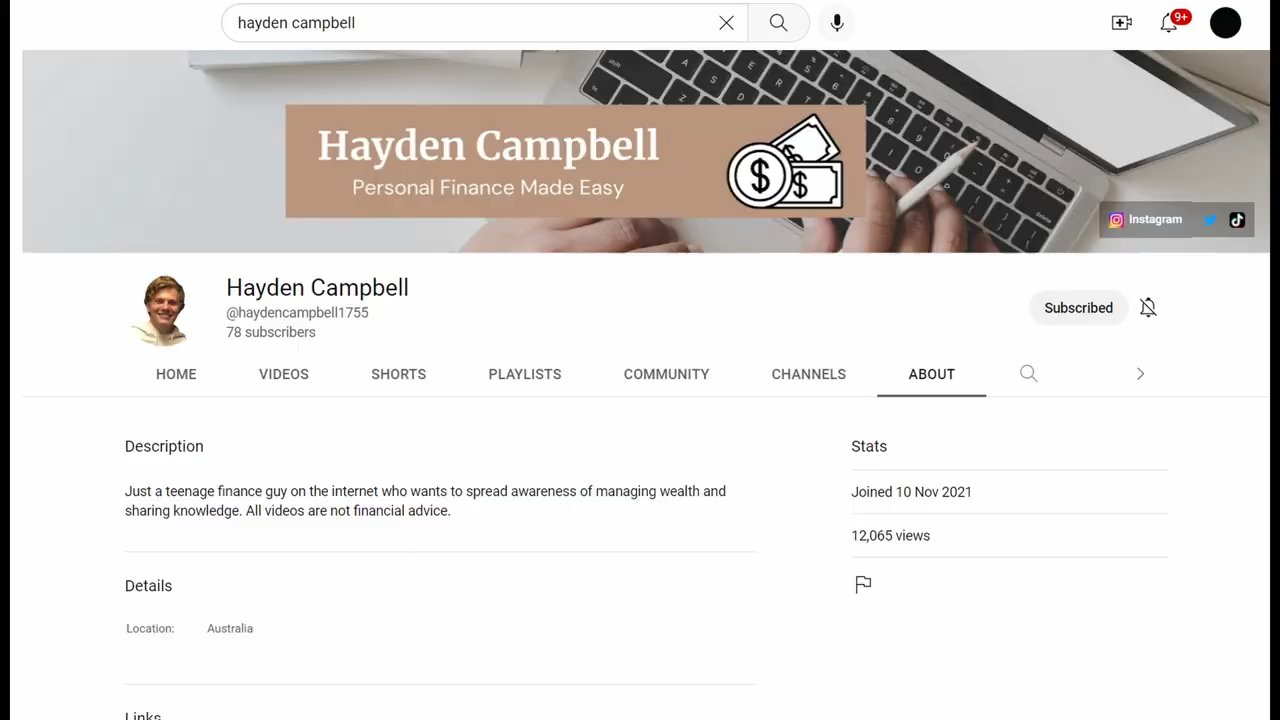 hayden campbell
9+
Hayden Campbell
Personal Finance Made Easy
Instagram
Hayden Campbell
@haydencampbell1755
78 subscribers
Subscribed
HOME VIDEOS SHORTS PLAYLISTS COMMUNITY CHANNELS ABOUT
Description
Just a teenage finance guy on the internet who wants to spread awareness of managing wealth and
sharing knowledge. All videos are not financial advice.
Details
Location: Australia
Links
Stats
Joined 10 Nov 2021
12,065 views